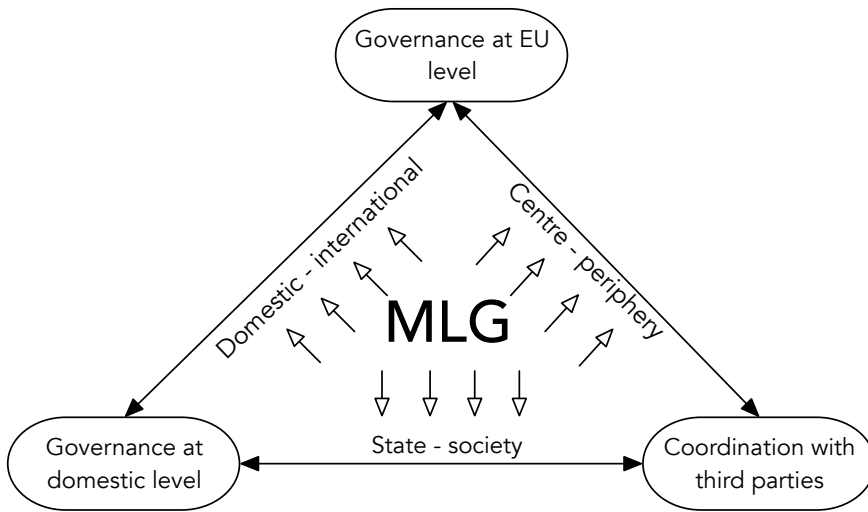 Governance at EU
level
Domestic - international
Centre - periphery
MLG
State - society
Governance at
domestic level
Coordination with
third parties